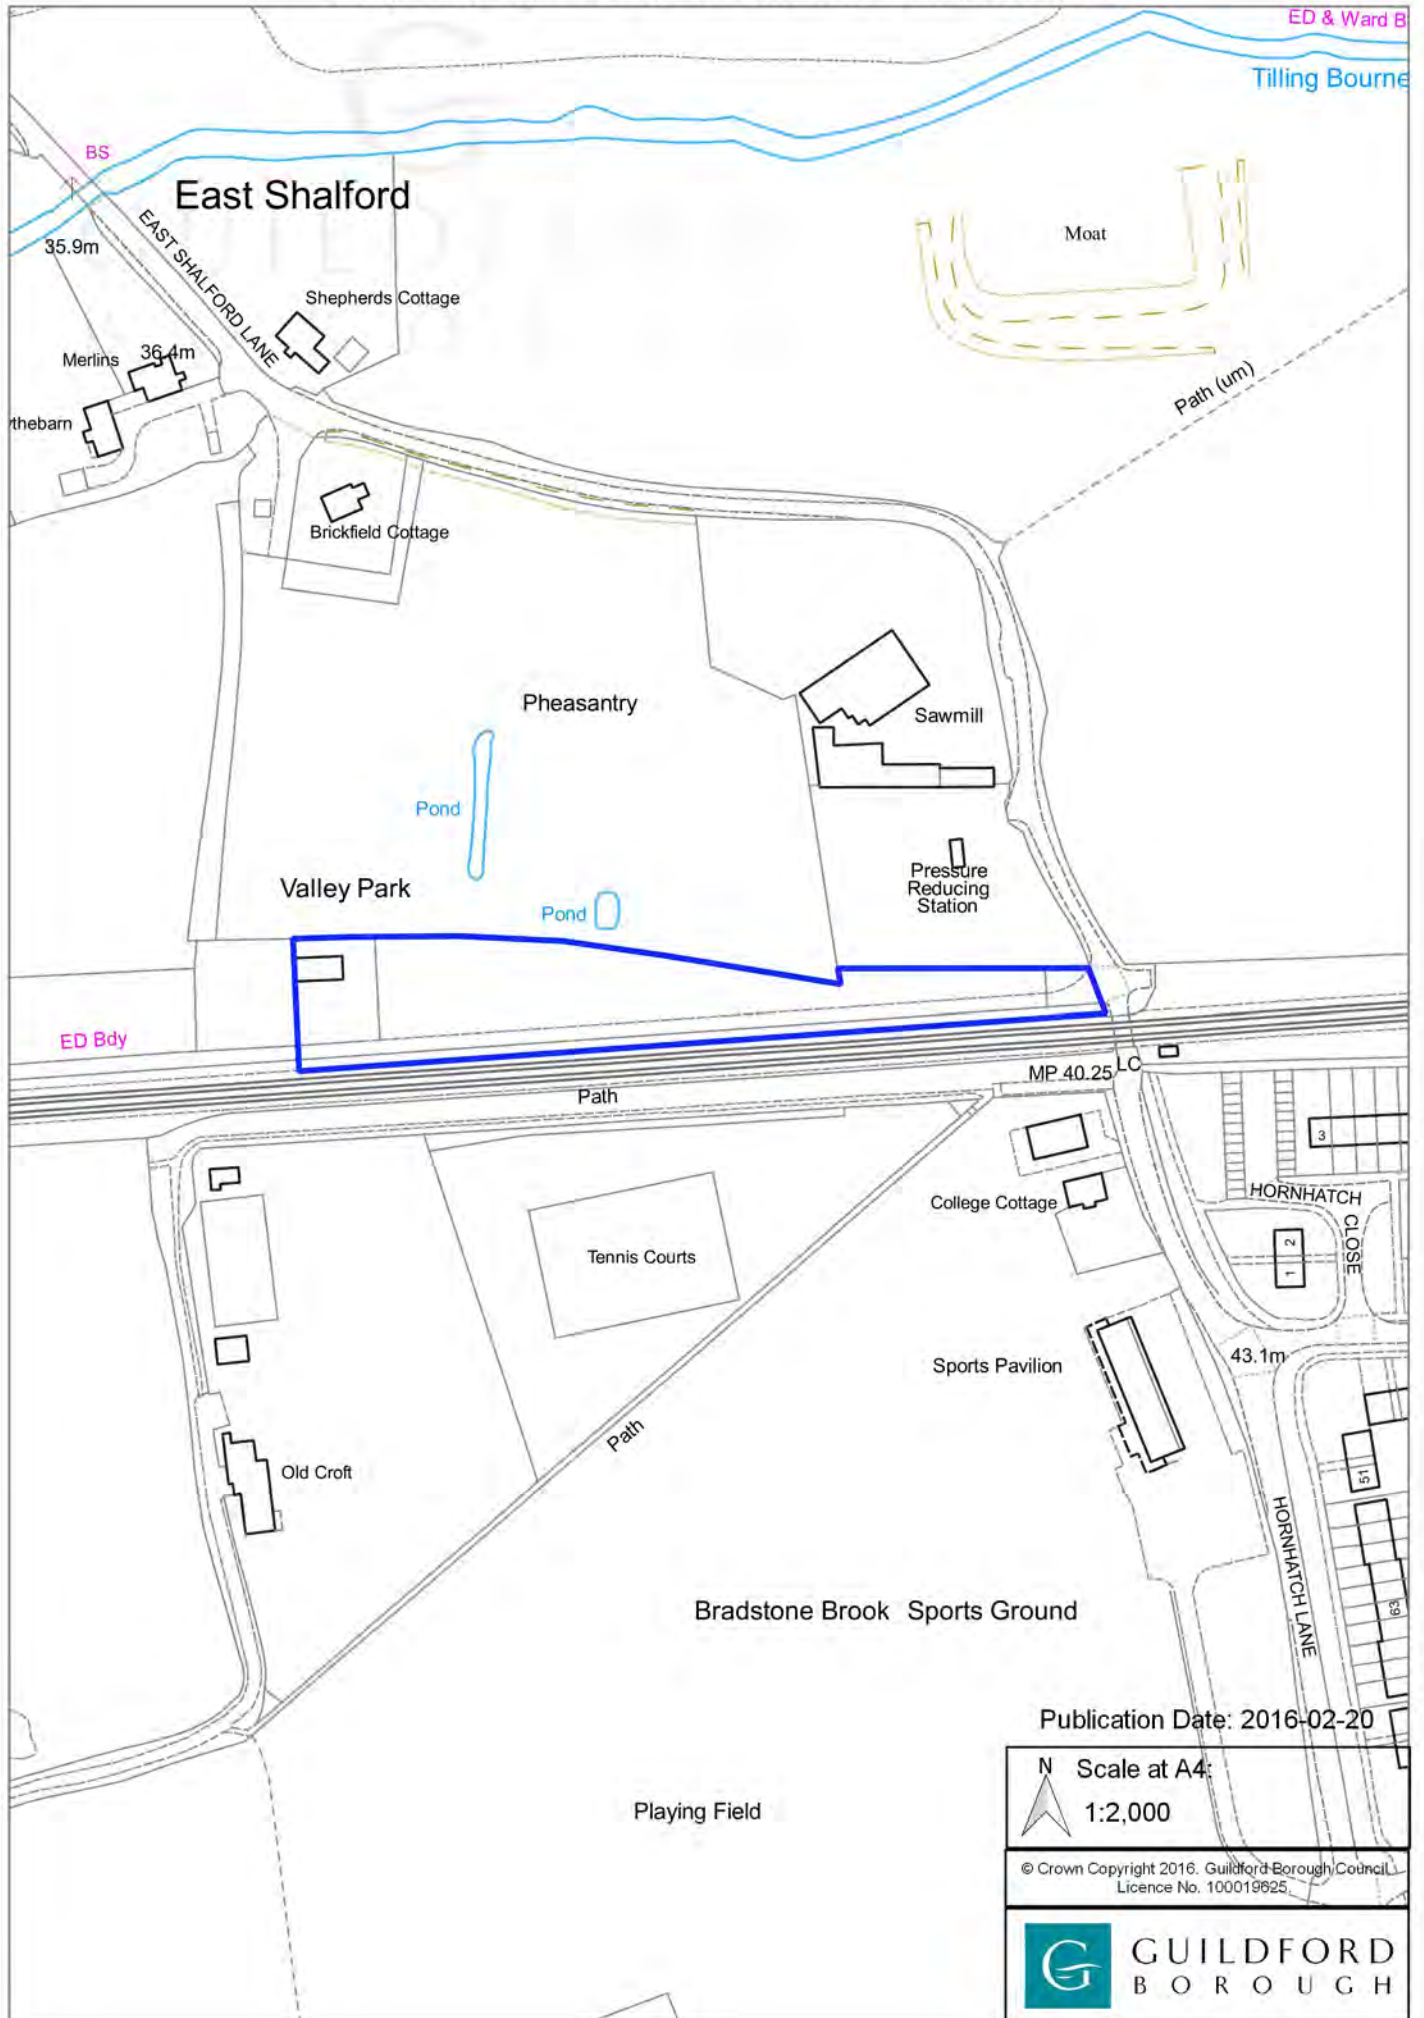 ED & Ward B
Tilling Bourne
BS
East Shalford
35.9m
EAST SHALFORD LANE
Moat
Shepherds Cottage
Merlins
36.4m
Path (um)
thebarn
Brickfield Cottage
Pheasantry
Sawmill
Pond
Pressure
Reducing
Station
Valley Park
Pond
ED Bdy
MP 40.25
LC
Path
3
College Cottage
HORNHATCH
CLOSE
2
1
Tennis Courts
43.1m
Sports Pavilion
Path
Old Croft
51
HORNHATCH LANE
63
Bradstone Brook Sports Ground
Publication Date: 2016-02-20
N
Scale at A4:
1:2,000
Playing Field
© Crown Copyright 2016. Guildford Borough Council.
Licence No. 100019625.
G
GUILDFORD
BOROUGH